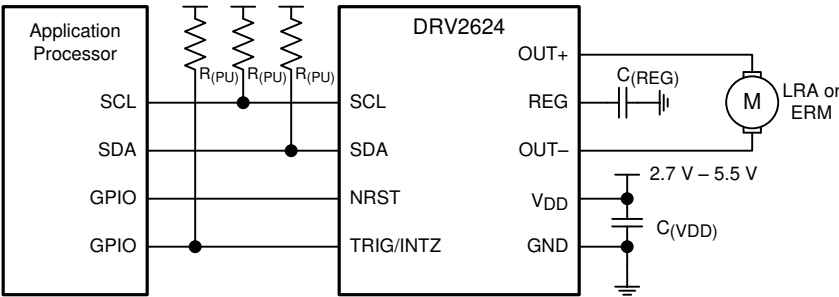 Application
Processor
SCL
SDA
GPIO
GPIO
R(PU) R(PU) R(PU)
DRV2624
SCL
SDA
NRST
TRIG/INTZ
OUT+
REG
OUT–
VDD
GND
C(REG)
M
LRA or
ERM
2.7 V – 5.5 V
C(VDD)